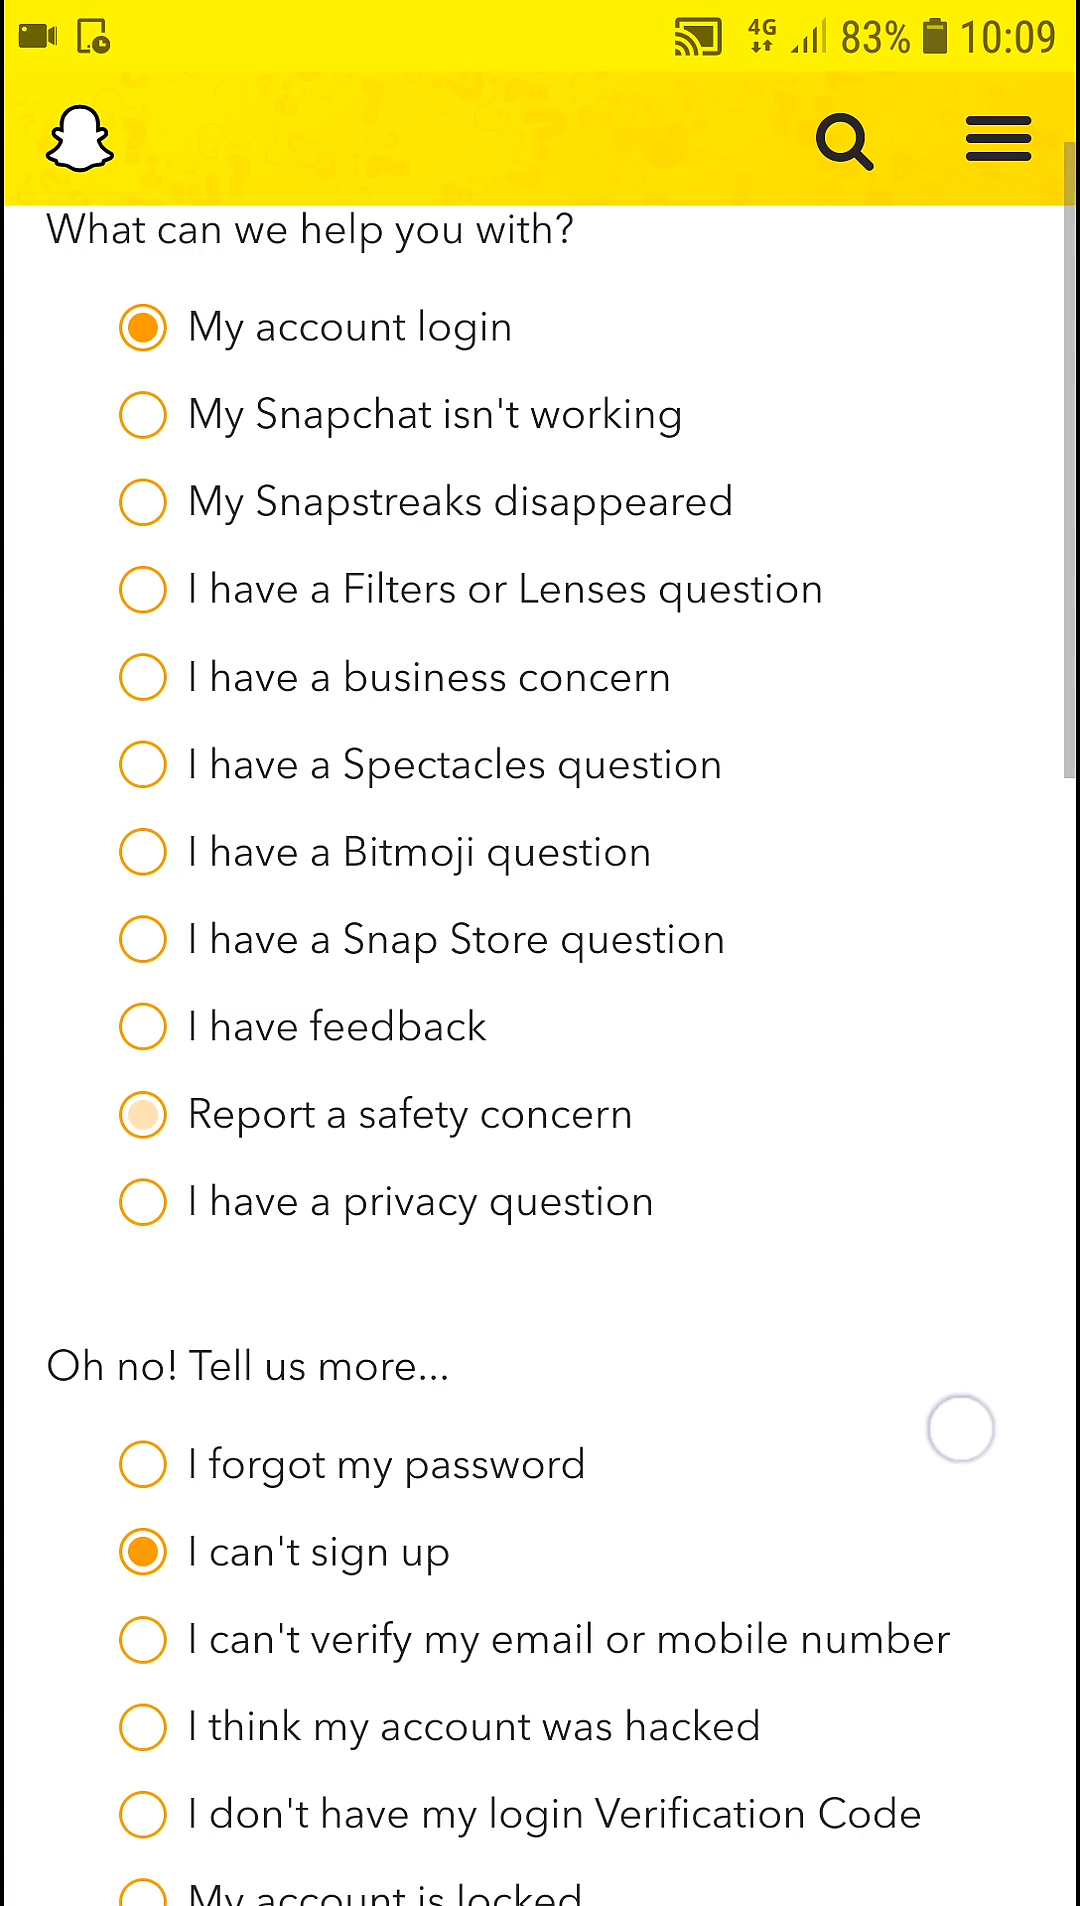 4G 83% 10:09
What can we help you with?
My account login
My Snapchat isn't working
My Snapstreaks disappeared
I have a Filters or Lenses question
I have a business concern
I have a Spectacles question
I have a Bitmoji question
I have a Snap Store question
I have feedback
Report a safety concern
I have a privacy question
Oh no! Tell us more...
I forgot my password
I can't sign up
I can't verify my email or mobile number
I think my account was hacked
I don't have my login Verification Code
My account is locked